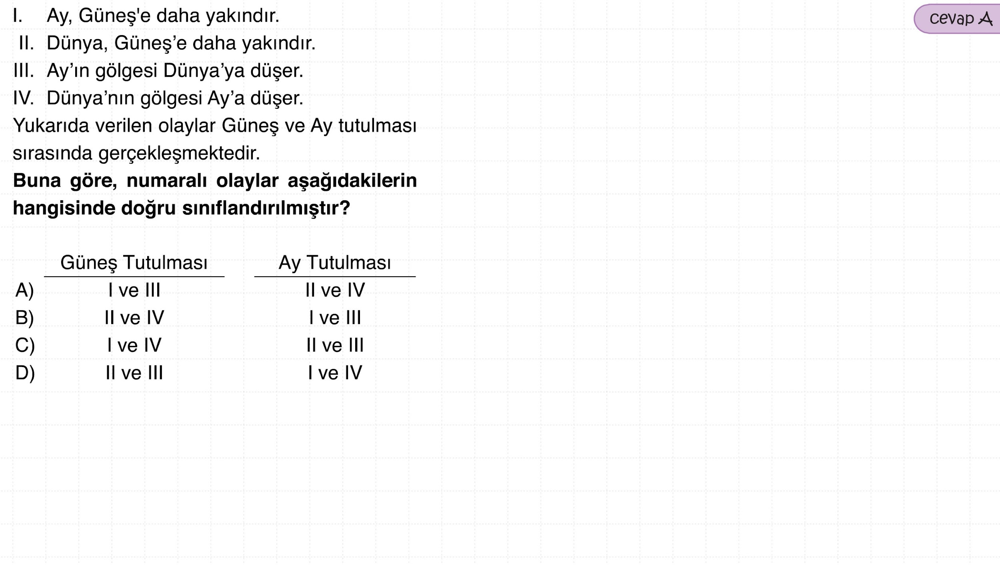 I. Ay, Güneş'e daha yakındır.
cevap A
II. Dünya, Güneş’e daha yakındır.
III. Ay’ın gölgesi Dünya’ya düşer.
IV. Dünya’nın gölgesi Ay’a düşer.
Yukarıda verilen olaylar Güneş ve Ay tutulması
sırasında gerçekleşmektedir.
Buna göre, numaralı olaylar aşağıdakilerin
hangisinde doğru sınıflandırılmıştır?
Güneş Tutulması Ay Tutulması
A) I ve III II ve IV
B) II ve IV I ve III
C) I ve IV II ve III
D) II ve III I ve IV